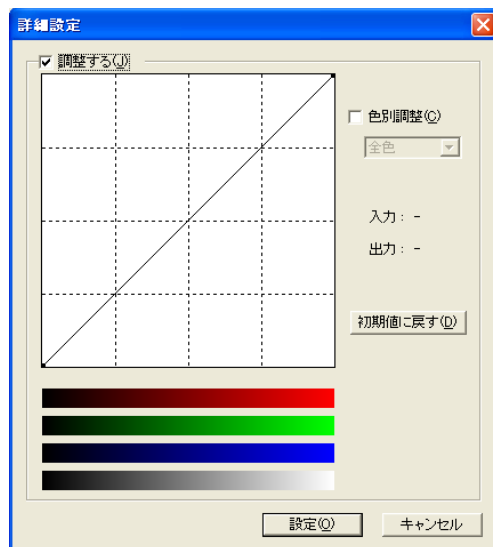 詳細設定
調整する(J)
色別調整(C)
全色
入力： -
出力： -
初期値に戻す(D)
設定(O)
キャンセル